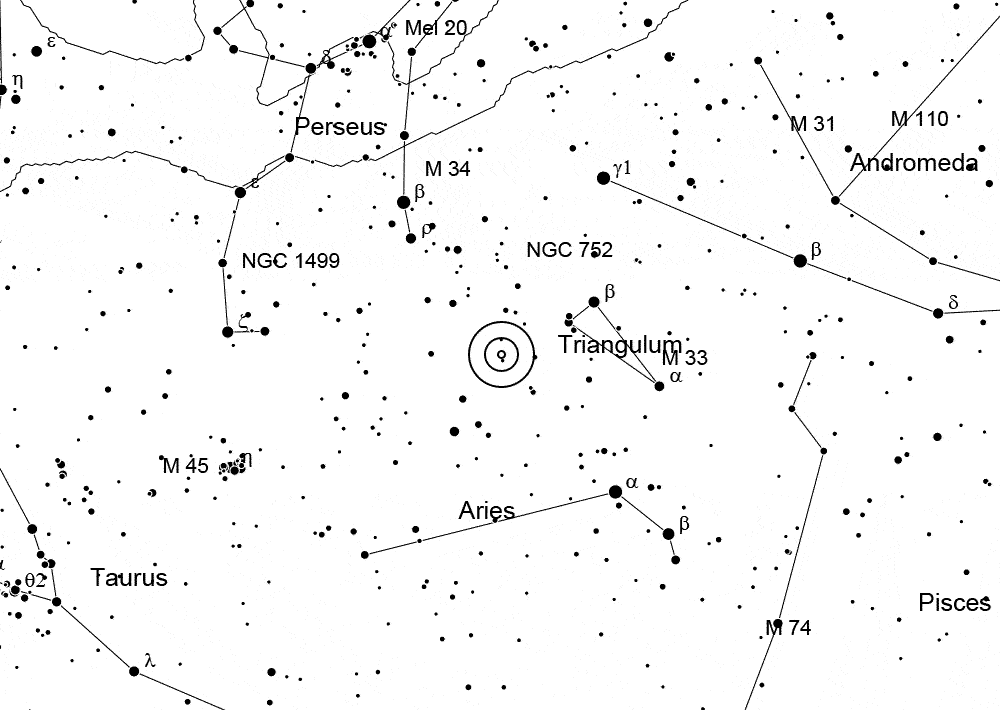 α
Mel 20
ε
δ
η
Perseus
M 31
M 110
Andromeda
M 34
γ1
ε
β
ρ
NGC 1499
NGC 752
β
β
δ
ζ
Triangulum
M 33
α
M 45
η
α
Aries
β
α
θ2
Taurus
Pisces
M 74
λ